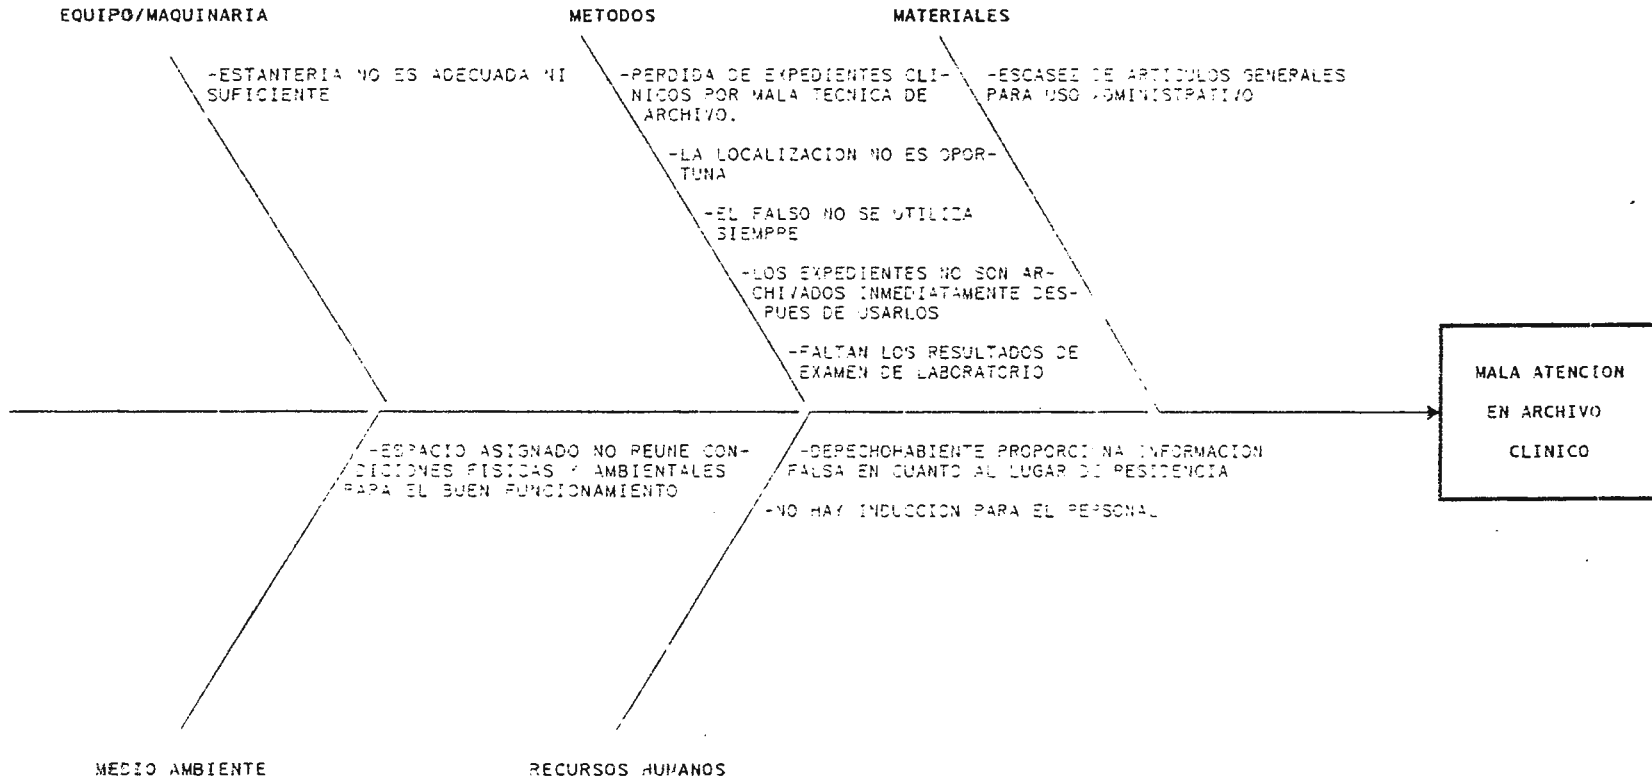 EQUIPO/MAQUINARIA
METODOS
MATERIALES
-ESTANTERIA NO ES ADECUADA NI
SUFICIENTE
-PERDIDA DE EXPEDIENTES CLI-
NICOS POR MALA TECNICA DE
ARCHIVO.
-LA LOCALIZACION NO ES OPOR-
TUNA
-EL FALSO NO SE UTILIZA
SIEMPRE
-LOS EXPEDIENTES NO SON AR-
CHIVADOS INMEDIATAMENTE DES-
PUES DE USARLOS
-FALTAN LOS RESULTADOS DE
EXAMEN DE LABORATORIO
-ESCASEZ DE ARTICULOS GENERALES
PARA USO ADMINISTRATIVO
MALA ATENCION
EN ARCHIVO
CLINICO
-ESPACIO ASIGNADO NO REUNE CON-
DICIONES FISICAS Y AMBIENTALES
PARA EL BUEN FUNCIONAMIENTO
-DERECHOHABIENTE PROPORCIONA INFORMACION
FALSA EN CUANTO AL LUGAR DE RESIDENCIA
-NO HAY INDUCCION PARA EL PERSONAL
MEDIO AMBIENTE
RECURSOS HUMANOS